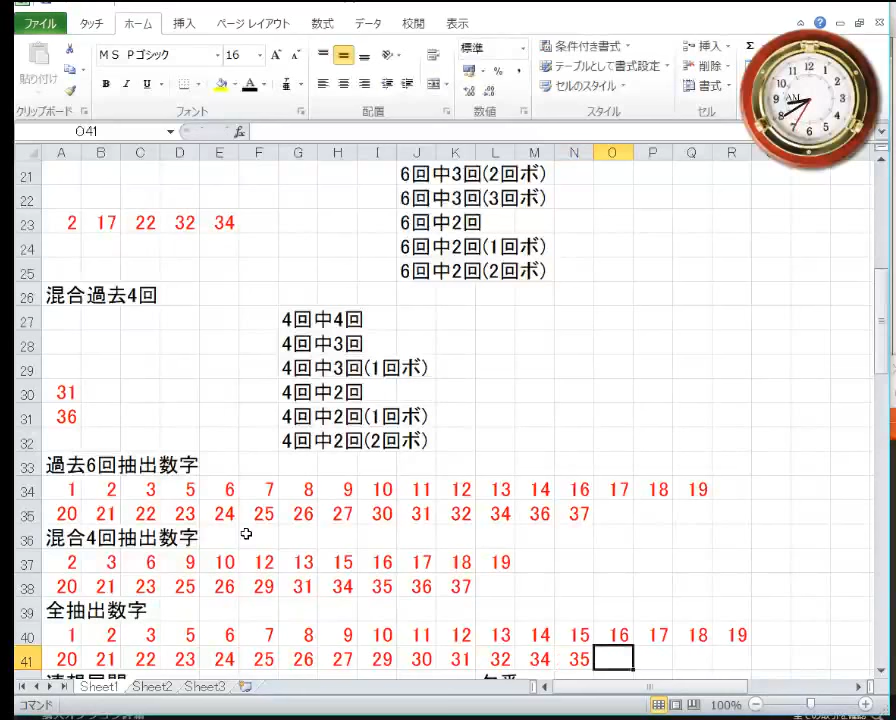 ファイル タッチ ホーム 挿入 ページ レイアウト 数式 データ 校閲 表示
ＭＳ Ｐゴシック 16 A A 標準 条件付き書式 挿入 Σ
貼り付け テーブルとして書式設定 削除
B I U A % , セルのスタイル 書式
クリップボード フォント 配置 数値 スタイル セル
12 1 2 3 4 5 6 7 8 9 10 11
AM
O41 fx
A B C D E F G H I J K L M N O P Q R
21 6回中3回(2回ボ)
22 6回中3回(3回ボ)
23 2 17 22 32 34 6回中2回
24 6回中2回(1回ボ)
25 6回中2回(2回ボ)
26 混合過去4回
27 4回中4回
28 4回中3回
29 4回中3回(1回ボ)
30 31 4回中2回
31 36 4回中2回(1回ボ)
32 4回中2回(2回ボ)
33 過去6回抽出数字
34 1 2 3 5 6 7 8 9 10 11 12 13 14 16 17 18 19
35 20 21 22 23 24 25 26 27 30 31 32 34 36 37
36 混合4回抽出数字
37 2 3 6 9 10 12 13 15 16 17 18 19
38 20 21 23 25 26 29 31 34 35 36 37
39 全抽出数字
40 1 2 3 5 6 7 8 9 10 11 12 13 14 15 16 17 18 19
41 20 21 22 23 24 25 26 27 29 30 31 32 34 35
Sheet1 Sheet2 Sheet3
コマンド 100%